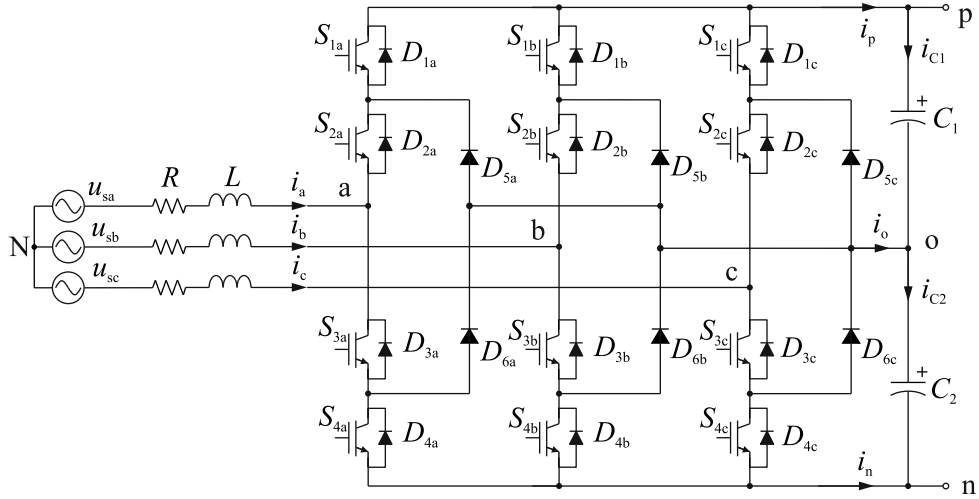 p
S1a D1a S1b D1b S1c D1c ip iC1
S2a D2a S2b D2b S2c D2c + C1
D5a D5b D5c
R L
usa ia a
N usb ib b io o
usc ic c iC2
S3a D3a D6a S3b D3b D6b S3c D3c D6c
+ C2
S4a D4a S4b D4b S4c D4c
in n